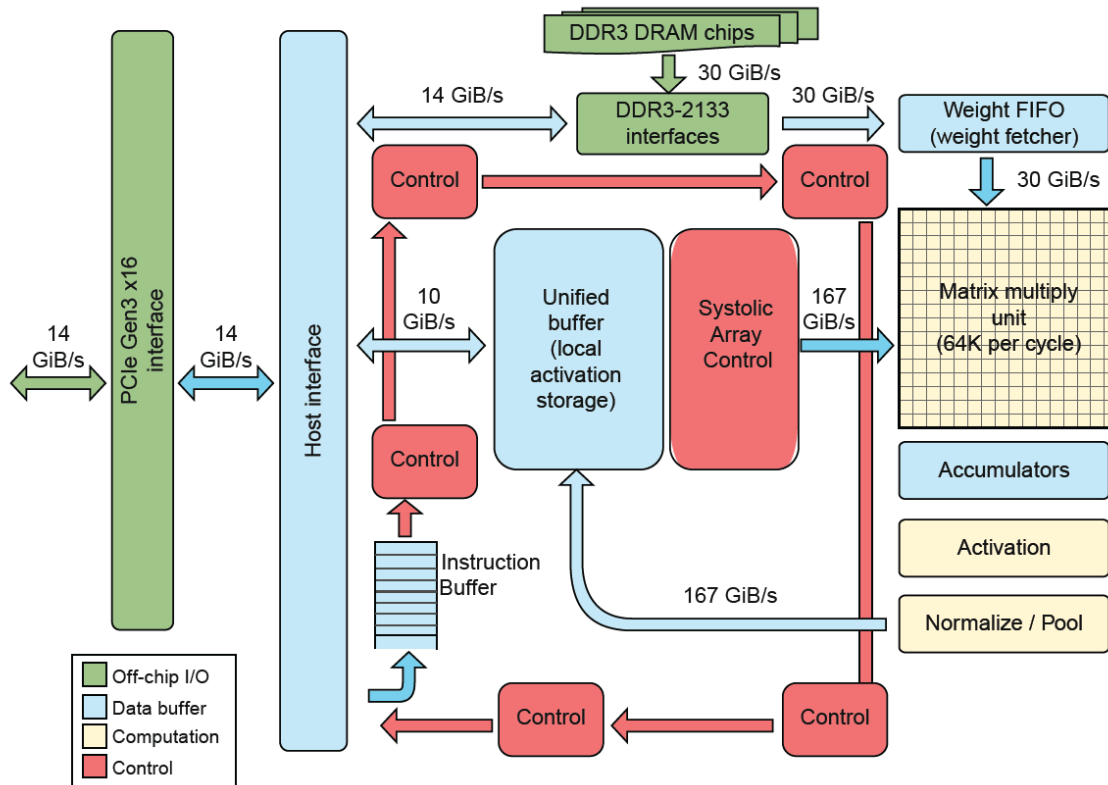 DDR3 DRAM chips
30 GiB/s
14 GiB/s
DDR3-2133
interfaces
30 GiB/s
Weight FIFO
(weight fetcher)
30 GiB/s
Control
Control
PCIe Gen3 x16
interface
14
GiB/s
14
GiB/s
Host interface
10
GiB/s
Unified
buffer
(local
activation
storage)
Systolic
Array
Control
167
GiB/s
Matrix multiply
unit
(64K per cycle)
Control
Accumulators
Instruction
Buffer
Activation
167 GiB/s
Normalize / Pool
Control
Control
Off-chip I/O
Data buffer
Computation
Control